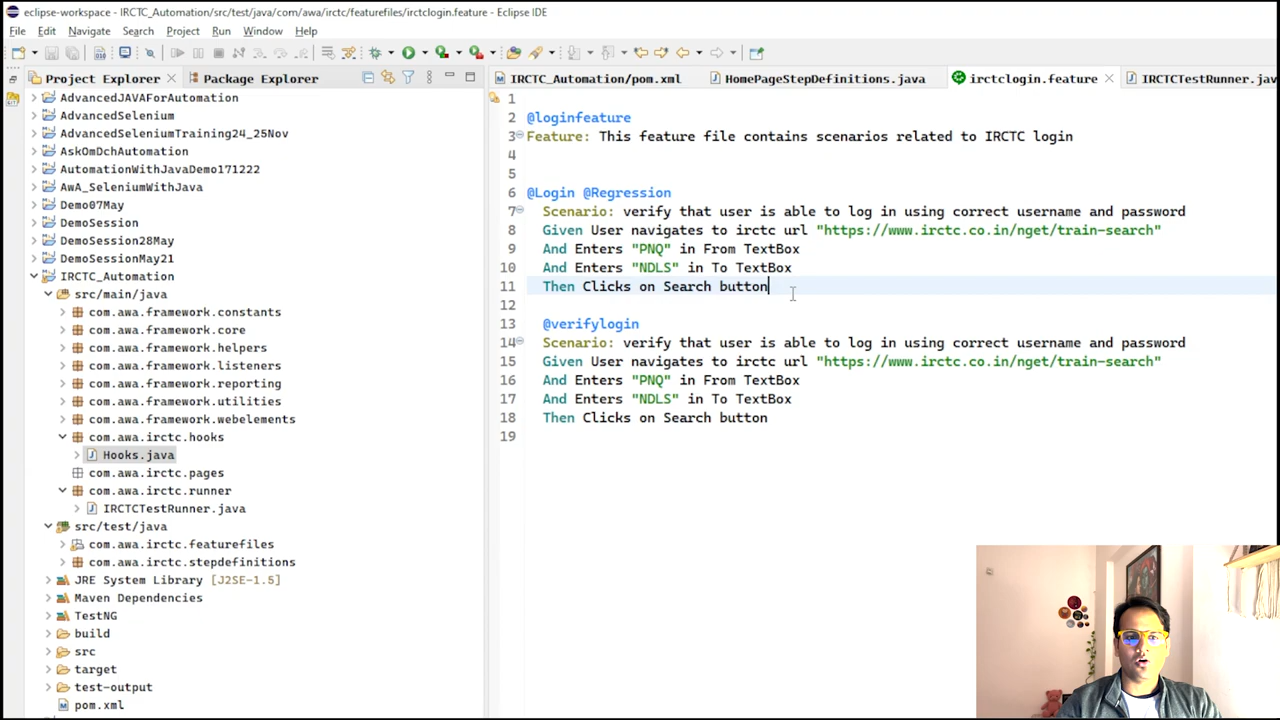 eclipse-workspace - IRCTC_Automation/src/test/java/com/awa/irctc/featurefiles/irctclogin.feature - Eclipse IDE
File Edit Navigate Search Project Run Window Help
Project Explorer Package Explorer
IRCTC_Automation/pom.xml HomePageStepDefinitions.java irctclogin.feature IRCTCTestRunner.jav
AdvancedJAVAForAutomation
AdvancedSelenium
AdvancedSeleniumTraining24_25Nov
AskOmDchAutomation
AutomationWithJavaDemo171222
AwA_SeleniumWithJava
Demo07May
DemoSession
DemoSession28May
DemoSessionMay21
IRCTC_Automation
src/main/java
com.awa.framework.constants
com.awa.framework.core
com.awa.framework.helpers
com.awa.framework.listeners
com.awa.framework.reporting
com.awa.framework.utilities
com.awa.framework.webelements
com.awa.irctc.hooks
Hooks.java
com.awa.irctc.pages
com.awa.irctc.runner
IRCTCTestRunner.java
src/test/java
com.awa.irctc.featurefiles
com.awa.irctc.stepdefinitions
JRE System Library [J2SE-1.5]
Maven Dependencies
TestNG
build
src
target
test-output
pom.xml
1
2 @loginfeature
3 Feature: This feature file contains scenarios related to IRCTC login
4
5
6 @Login @Regression
7 Scenario: verify that user is able to log in using correct username and password
8 Given User navigates to irctc url "https://www.irctc.co.in/nget/train-search"
9 And Enters "PNQ" in From TextBox
10 And Enters "NDLS" in To TextBox
11 Then Clicks on Search button
12
13 @verifylogin
14 Scenario: verify that user is able to log in using correct username and password
15 Given User navigates to irctc url "https://www.irctc.co.in/nget/train-search"
16 And Enters "PNQ" in From TextBox
17 And Enters "NDLS" in To TextBox
18 Then Clicks on Search button
19